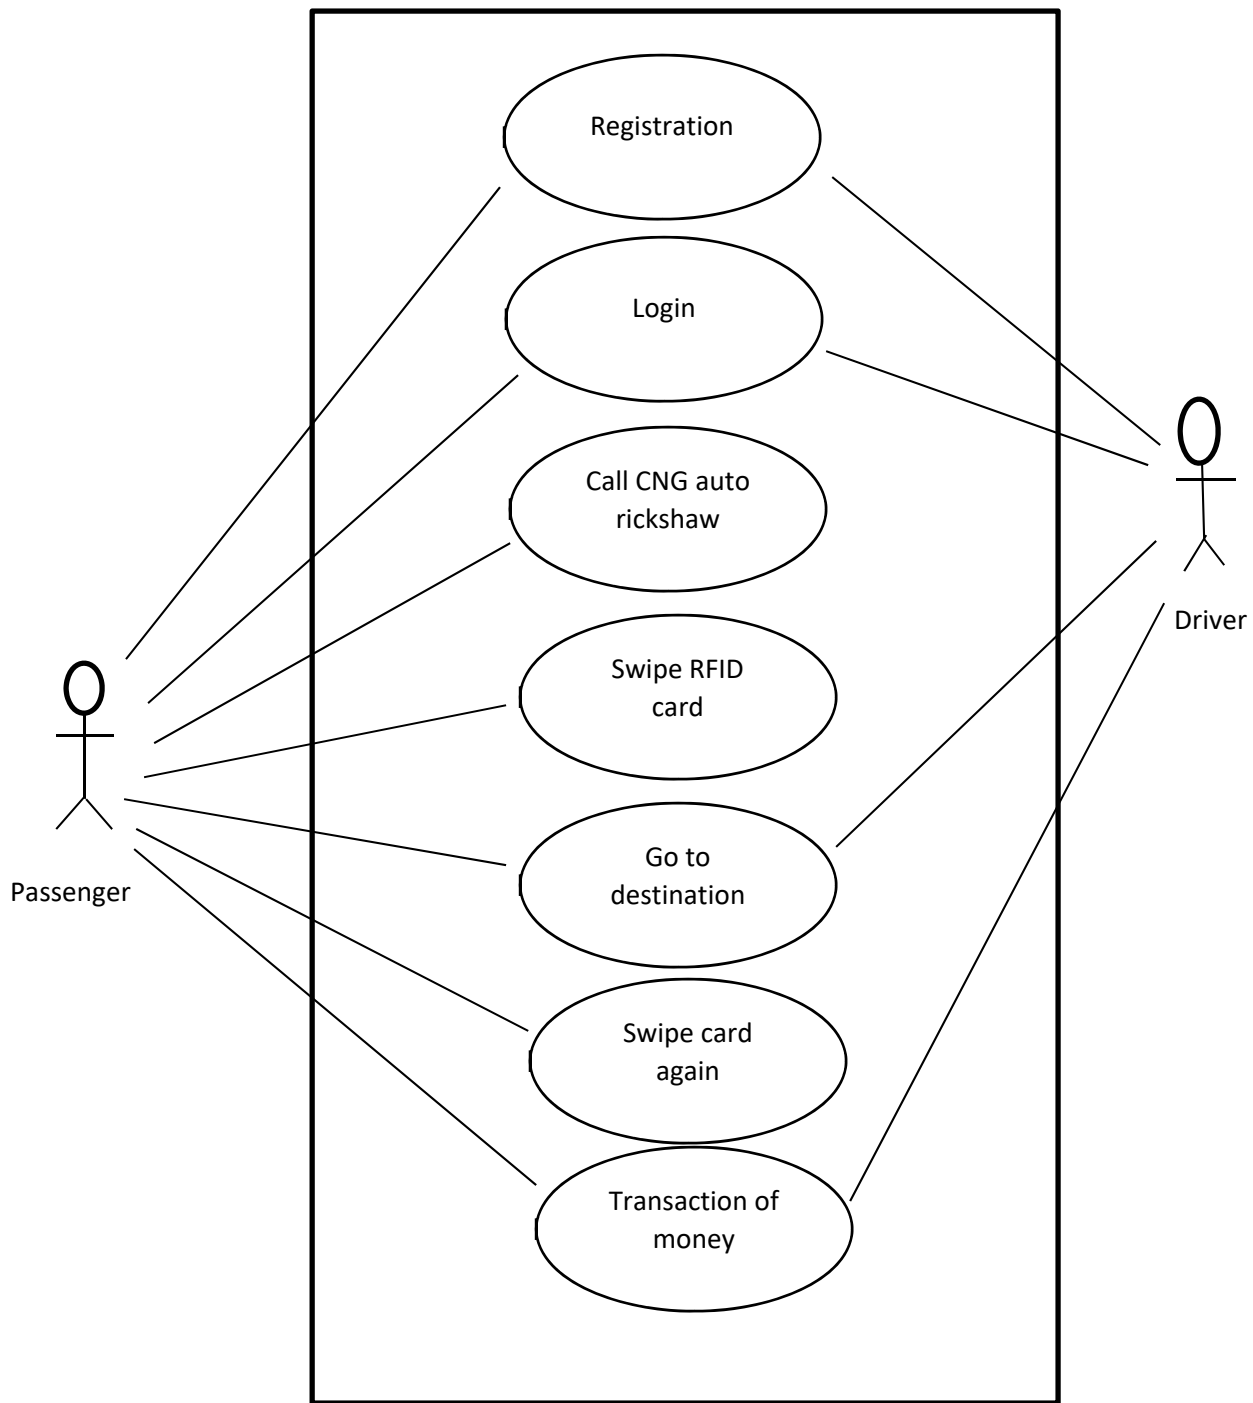 Registration
Login
Call CNG auto
rickshaw
Driver
Swipe RFID
card
Go to
destination
Passenger
Swipe card
again
Transaction of
money